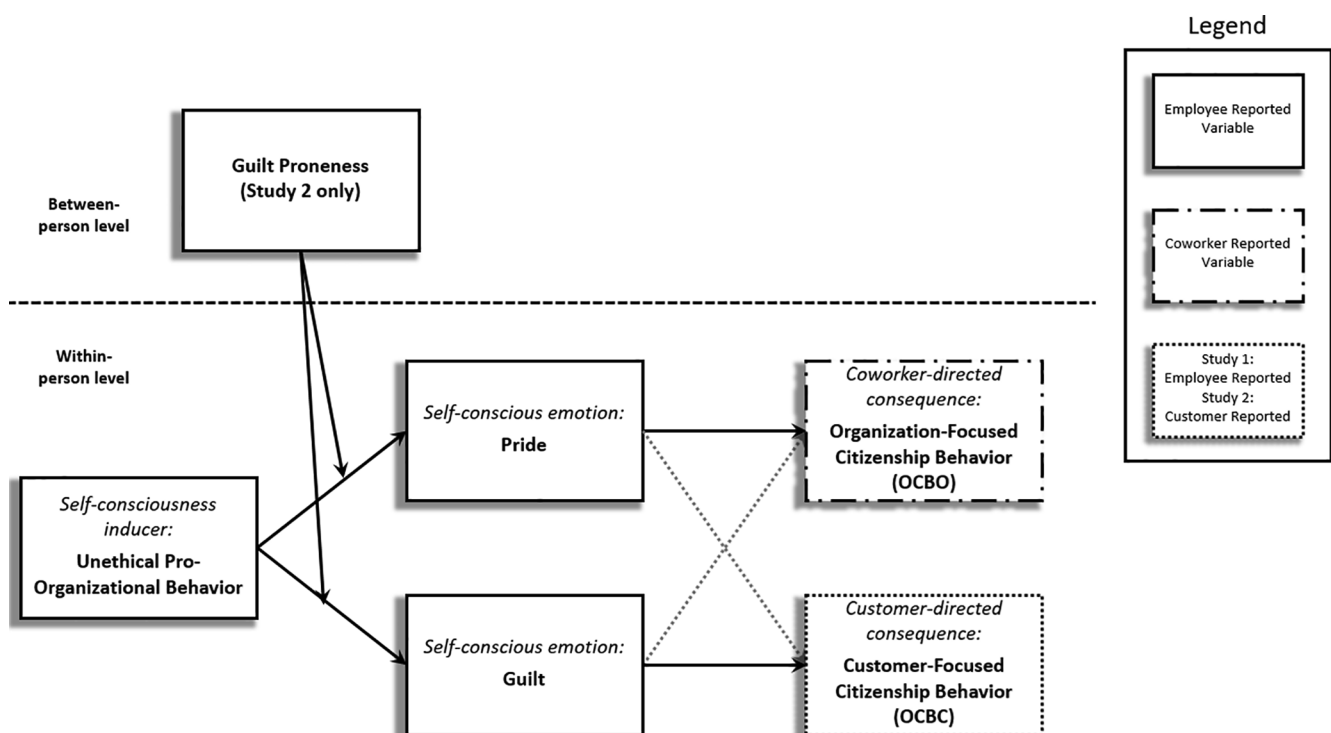 Legend
Employee Reported
Variable
Coworker Reported
Variable
Study 1:
Employee Reported
Study 2:
Customer Reported
Guilt Proneness
(Study 2 only)
Between-
person level
Within-
person level
Self-consciousness
inducer:
Unethical Pro-
Organizational Behavior
Self-conscious emotion:
Pride
Coworker-directed
consequence:
Organization-Focused
Citizenship Behavior
(OCBO)
Self-conscious emotion:
Guilt
Customer-directed
consequence:
Customer-Focused
Citizenship Behavior
(OCBC)